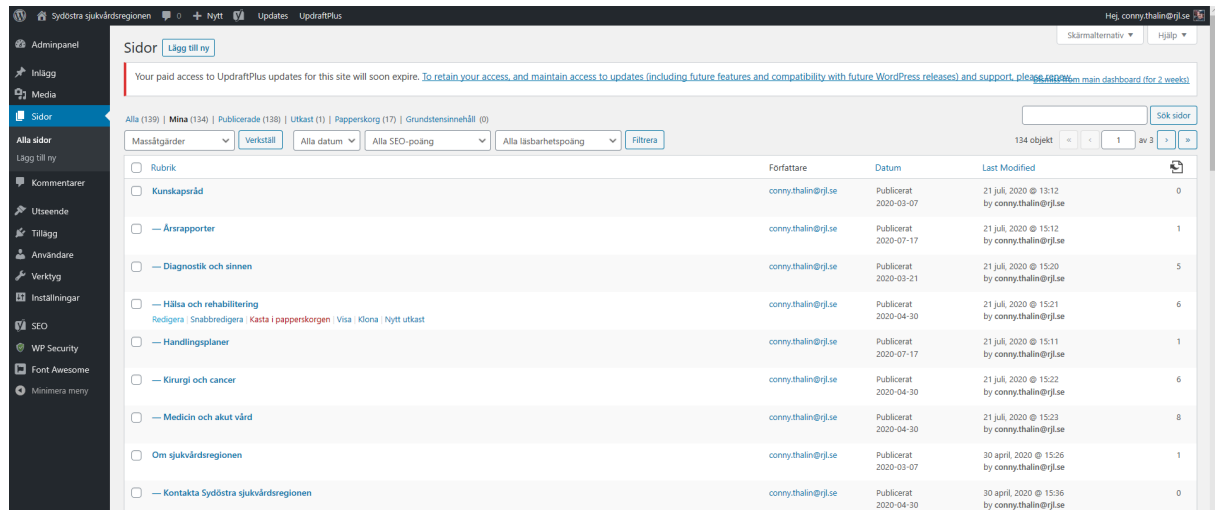 Sydöstra sjukvårdsregionen 0 + Nytt Updates UpdraftPlus Hej, conny.thalin@rjl.se
Skärmalternativ ▼ Hjälp ▼
Adminpanel
Inlägg
Media
Sidor
Alla sidor
Lägg till ny
Kommentarer
Utseende
Tillägg
Användare
Verktyg
Inställningar
SEO
WP Security
Font Awesome
Minimera meny
Sidor Lägg till ny
Your paid access to UpdraftPlus updates for this site will soon expire. To retain your access, and maintain access to updates (including future features and compatibility with future WordPress releases) and support, please renew.
Dismiss from main dashboard (for 2 weeks)
Alla (139) | Mina (134) | Publicerade (138) | Utkast (1) | Papperskorg (17) | Grundstensinnehåll (0)
Sök sidor
Massåtgärder Verkställ Alla datum Alla SEO-poäng Alla läsbarhetspoäng Filtrera 134 objekt « ‹ 1 av 3 › »
Rubrik Författare Datum Last Modified
Kunskapsråd conny.thalin@rjl.se Publicerat 21 juli, 2020 @ 13:12 0
2020-03-07 by conny.thalin@rjl.se
— Årsrapporter conny.thalin@rjl.se Publicerat 21 juli, 2020 @ 15:12 1
2020-07-17 by conny.thalin@rjl.se
— Diagnostik och sinnen conny.thalin@rjl.se Publicerat 21 juli, 2020 @ 15:20 5
2020-03-21 by conny.thalin@rjl.se
— Hälsa och rehabilitering conny.thalin@rjl.se Publicerat 21 juli, 2020 @ 15:21 6
Redigera | Snabbredigera | Kasta i papperskorgen | Visa | Klona | Nytt utkast 2020-04-30 by conny.thalin@rjl.se
— Handlingsplaner conny.thalin@rjl.se Publicerat 21 juli, 2020 @ 15:11 1
2020-07-17 by conny.thalin@rjl.se
— Kirurgi och cancer conny.thalin@rjl.se Publicerat 21 juli, 2020 @ 15:22 6
2020-04-30 by conny.thalin@rjl.se
— Medicin och akut vård conny.thalin@rjl.se Publicerat 21 juli, 2020 @ 15:23 8
2020-04-30 by conny.thalin@rjl.se
Om sjukvårdsregionen conny.thalin@rjl.se Publicerat 30 april, 2020 @ 15:26 1
2020-03-07 by conny.thalin@rjl.se
— Kontakta Sydöstra sjukvårdsregionen conny.thalin@rjl.se Publicerat 30 april, 2020 @ 15:36 0
2020-04-30 by conny.thalin@rjl.se